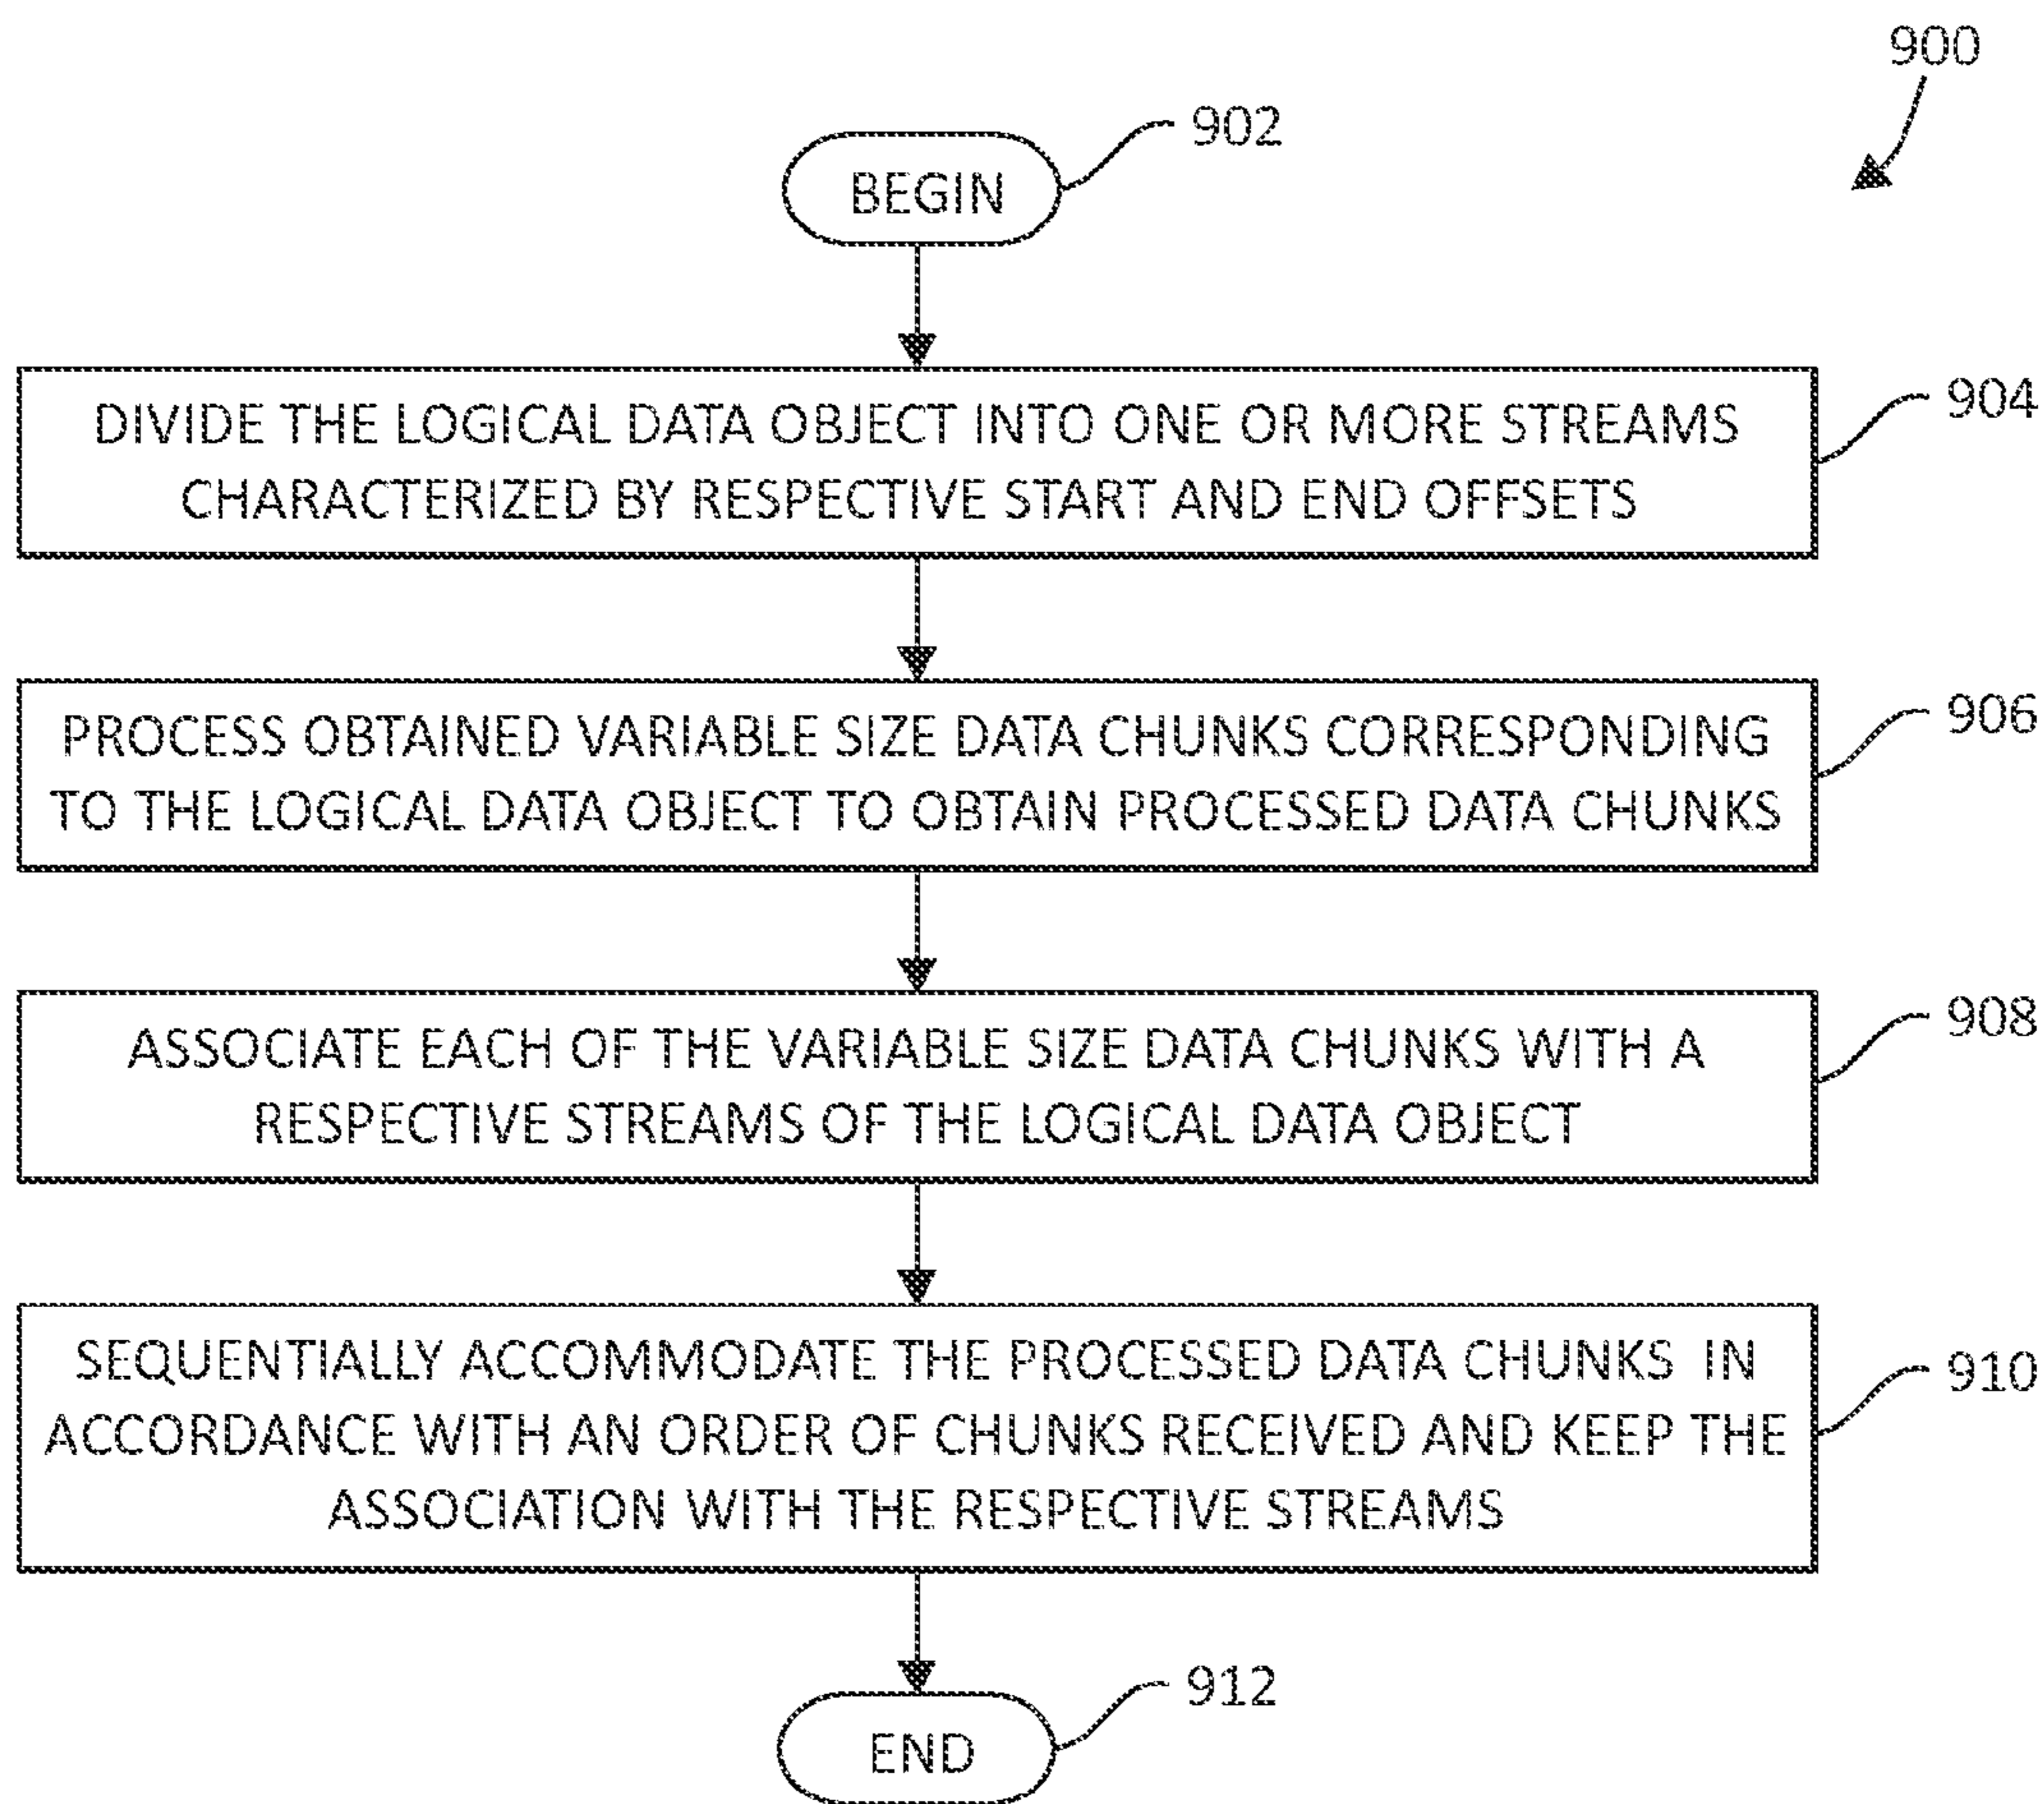 900
902
BEGIN
904
DIVIDE THE LOGICAL DATA OBJECT INTO ONE OR MORE STREAMS
CHARACTERIZED BY RESPECTIVE START AND END OFFSETS
906
PROCESS OBTAINED VARIABLE SIZE DATA CHUNKS CORRESPONDING
TO THE LOGICAL DATA OBJECT TO OBTAIN PROCESSED DATA CHUNKS
908
ASSOCIATE EACH OF THE VARIABLE SIZE DATA CHUNKS WITH A
RESPECTIVE STREAMS OF THE LOGICAL DATA OBJECT
910
SEQUENTIALLY ACCOMMODATE THE PROCESSED DATA CHUNKS IN
ACCORDANCE WITH AN ORDER OF CHUNKS RECEIVED AND KEEP THE
ASSOCIATION WITH THE RESPECTIVE STREAMS
912
END